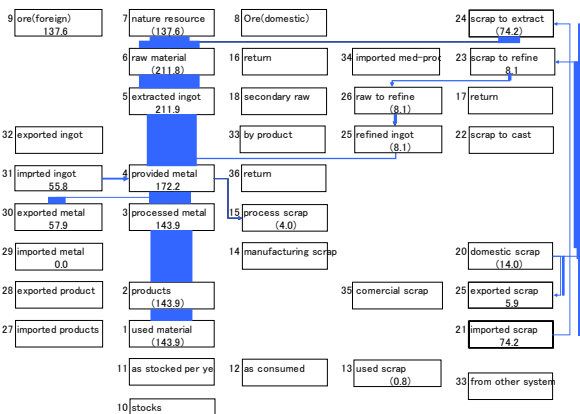 9 ore(foreign)
137.6
7 nature resource
(137.6)
8 Ore(domestic)
24 scrap to extract
(74.2)
6 raw material
(211.8)
16 return
34 imported med-proc
23 scrap to refine
8.1
5 extracted ingot
211.9
18 secondary raw
26 raw to refine
(8.1)
17 return
32 exported ingot
33 by product
25 refined ingot
(8.1)
22 scrap to cast
31 imprted ingot
55.8
4 provided metal
172.2
36 return
30 exported metal
57.9
3 processed metal
143.9
15 process scrap
(4.0)
29 imported metal
0.0
14 manufacturing scrap
20 domestic scrap
(14.0)
28 exported product
2 products
(143.9)
35 comercial scrap
25 exported scrap
5.9
27 imported products
1 used material
(143.9)
21 imported scrap
74.2
11 as stocked per ye
12 as consumed
13 used scrap
(0.8)
33 from other system
10 stocks